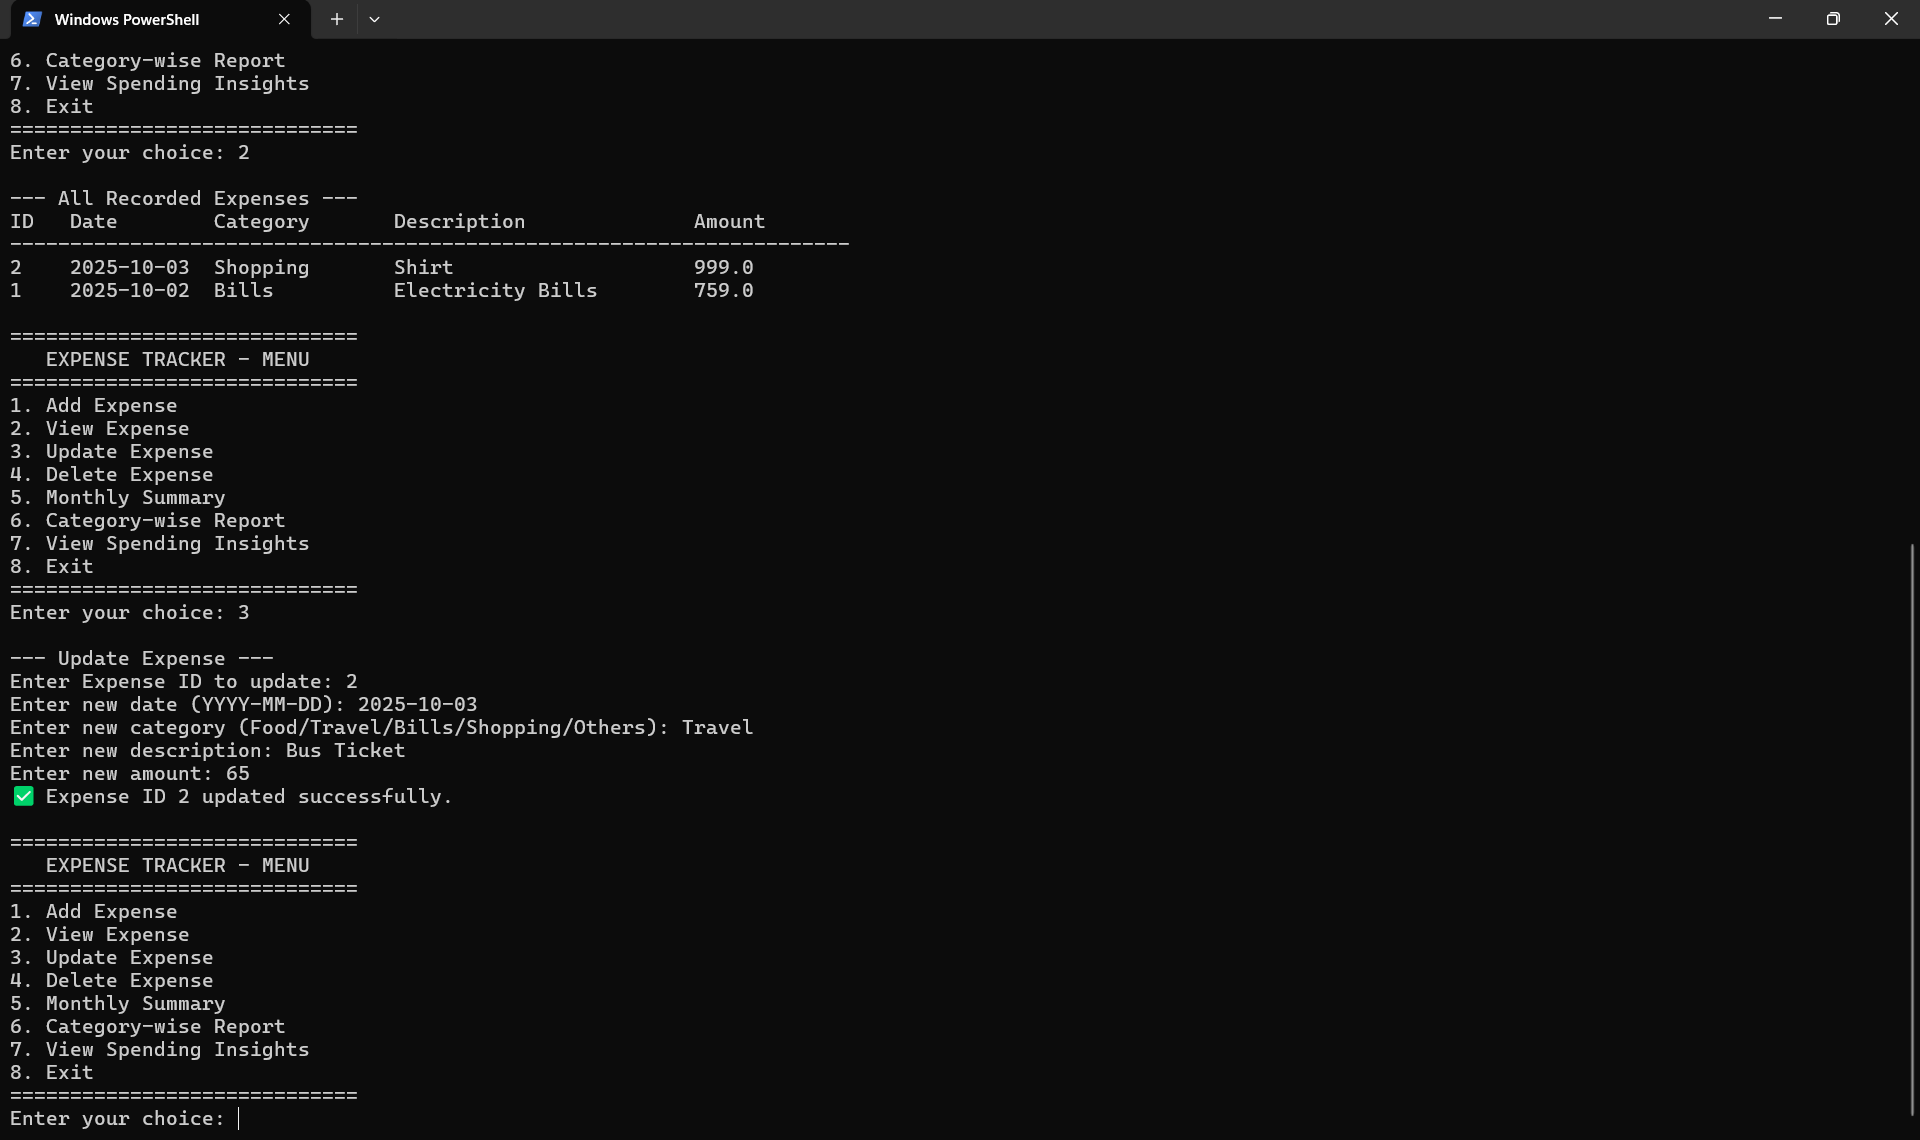 Windows PowerShell
6. Category-wise Report
7. View Spending Insights
8. Exit
=============================
Enter your choice: 2
--- All Recorded Expenses ---
ID   Date        Category       Description              Amount
----------------------------------------------------------------------
2    2025-10-03  Shopping       Shirt                    999.0
1    2025-10-02  Bills          Electricity Bills        759.0
=============================
   EXPENSE TRACKER - MENU
=============================
1. Add Expense
2. View Expense
3. Update Expense
4. Delete Expense
5. Monthly Summary
6. Category-wise Report
7. View Spending Insights
8. Exit
=============================
Enter your choice: 3
--- Update Expense ---
Enter Expense ID to update: 2
Enter new date (YYYY-MM-DD): 2025-10-03
Enter new category (Food/Travel/Bills/Shopping/Others): Travel
Enter new description: Bus Ticket
Enter new amount: 65
✅ Expense ID 2 updated successfully.
=============================
   EXPENSE TRACKER - MENU
=============================
1. Add Expense
2. View Expense
3. Update Expense
4. Delete Expense
5. Monthly Summary
6. Category-wise Report
7. View Spending Insights
8. Exit
=============================
Enter your choice: